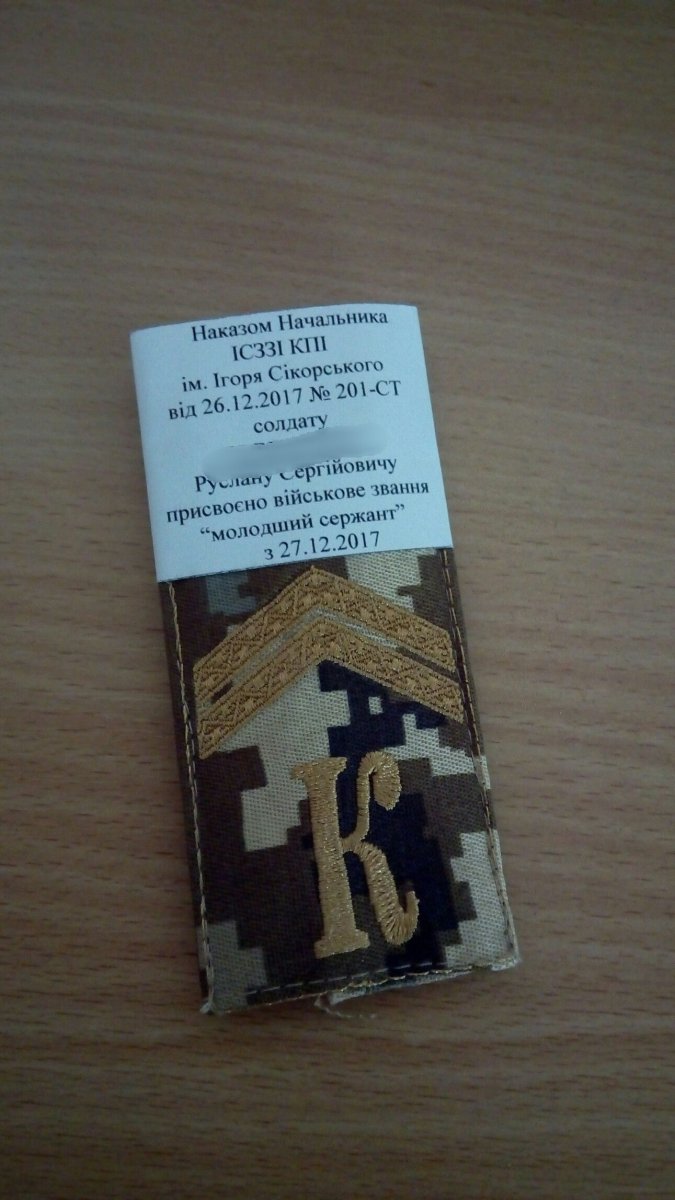 Наказом Начальника
ІСЗЗІ КПІ
ім. Ігоря Сікорського
від 26.12.2017 № 201-СТ
солдату
Руслану Сергійовичу
присвоєно військове звання
“молодший сержант”
з 27.12.2017
К